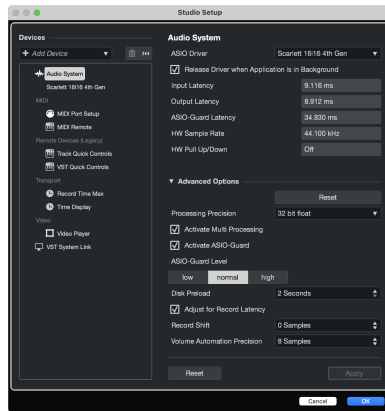 Studio Setup
Devices
+ Add Device
Audio System
Scarlett 16|16 4th Gen
MIDI
MIDI Port Setup
MIDI Remote
Remote Devices (Legacy)
Track Quick Controls
VST Quick Controls
Transport
Record Time Max
Time Display
Video
Video Player
VST System Link
Audio System
ASIO Driver Scarlett 16|16 4th Gen
Release Driver when Application is in Background
Input Latency 9.116 ms
Output Latency 8.912 ms
ASIO-Guard Latency 34.830 ms
HW Sample Rate 44.100 kHz
HW Pull Up/Down Off
Advanced Options
Reset
Processing Precision 32 bit float
Activate Multi Processing
Activate ASIO-Guard
ASIO-Guard Level
low normal high
Disk Preload 2 Seconds
Adjust for Record Latency
Record Shift 0 Samples
Volume Automation Precision 8 Samples
Reset Apply
Cancel OK